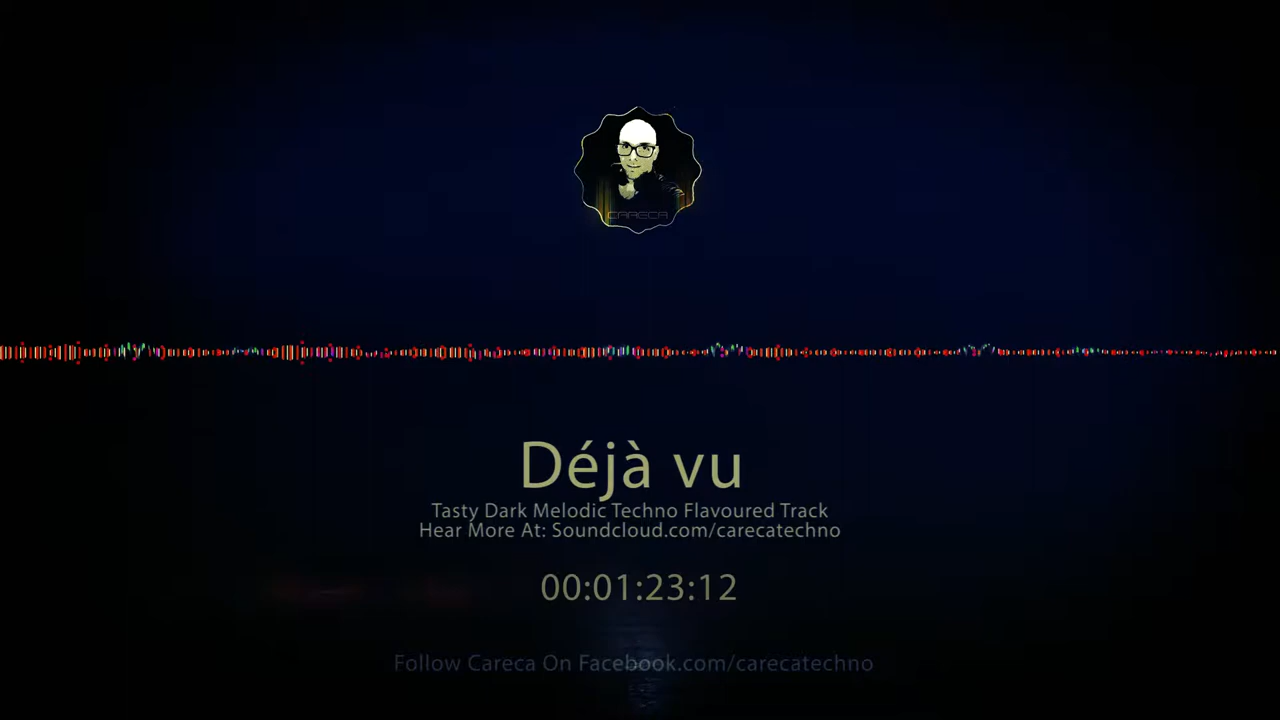 CARECA
Déjà vu
Tasty Dark Melodic Techno Flavoured Track
Hear More At: Soundcloud.com/carecatechno
00:01:23:12
Follow Careca On Facebook.com/carecatechno